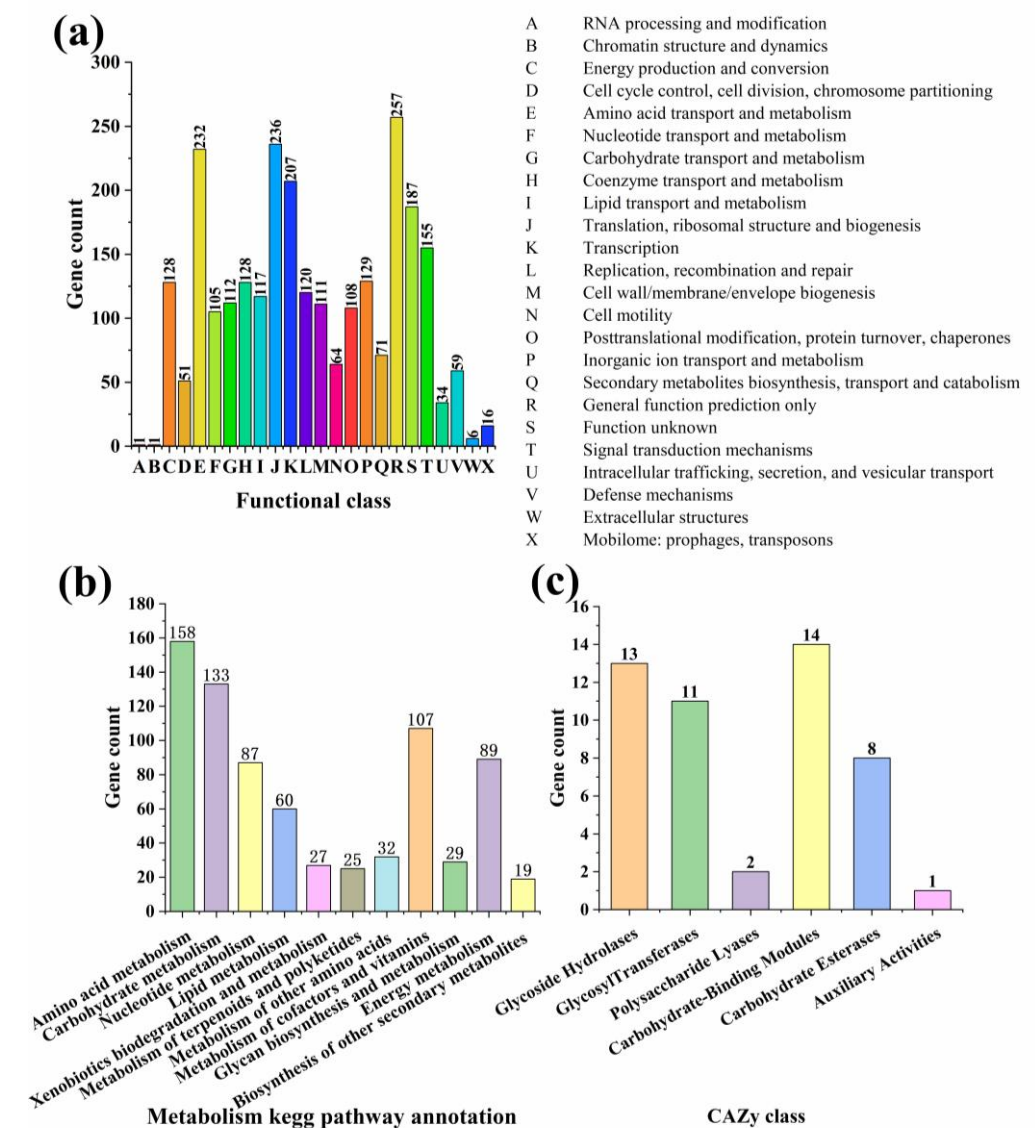 (a)
300
250
200
150
100
50
0
Gene count
1
1
128
51
232
105
112
128
117
236
207
120
111
64
108
129
71
257
187
155
34
59
6
16
A B C D E F G H I J K L M N O P Q R S T U V W X
Functional class
A RNA processing and modification
B Chromatin structure and dynamics
C Energy production and conversion
D Cell cycle control, cell division, chromosome partitioning
E Amino acid transport and metabolism
F Nucleotide transport and metabolism
G Carbohydrate transport and metabolism
H Coenzyme transport and metabolism
I Lipid transport and metabolism
J Translation, ribosomal structure and biogenesis
K Transcription
L Replication, recombination and repair
M Cell wall/membrane/envelope biogenesis
N Cell motility
O Posttranslational modification, protein turnover, chaperones
P Inorganic ion transport and metabolism
Q Secondary metabolites biosynthesis, transport and catabolism
R General function prediction only
S Function unknown
T Signal transduction mechanisms
U Intracellular trafficking, secretion, and vesicular transport
V Defense mechanisms
W Extracellular structures
X Mobilome: prophages, transposons
(b)
180
160
140
120
100
80
60
40
20
0
Gene count
158
133
87
60
27
25
32
107
29
89
19
Amino acid metabolism
Carbohydrate metabolism
Nucleotide metabolism
Lipid metabolism
Xenobiotics biodegradation and metabolism
Metabolism of terpenoids and polyketides
Metabolism of other amino acids
Metabolism of cofactors and vitamins
Glycan biosynthesis and metabolism
Energy metabolism
Biosynthesis of other secondary metabolites
Metabolism kegg pathway annotation
(c)
16
14
12
10
8
6
4
2
0
Gene count
13
11
2
14
8
1
Glycoside Hydrolases
GlycosylTransferases
Polysaccharide Lyases
Carbohydrate-Binding Modules
Carbohydrate Esterases
Auxiliary Activities
CAZy class